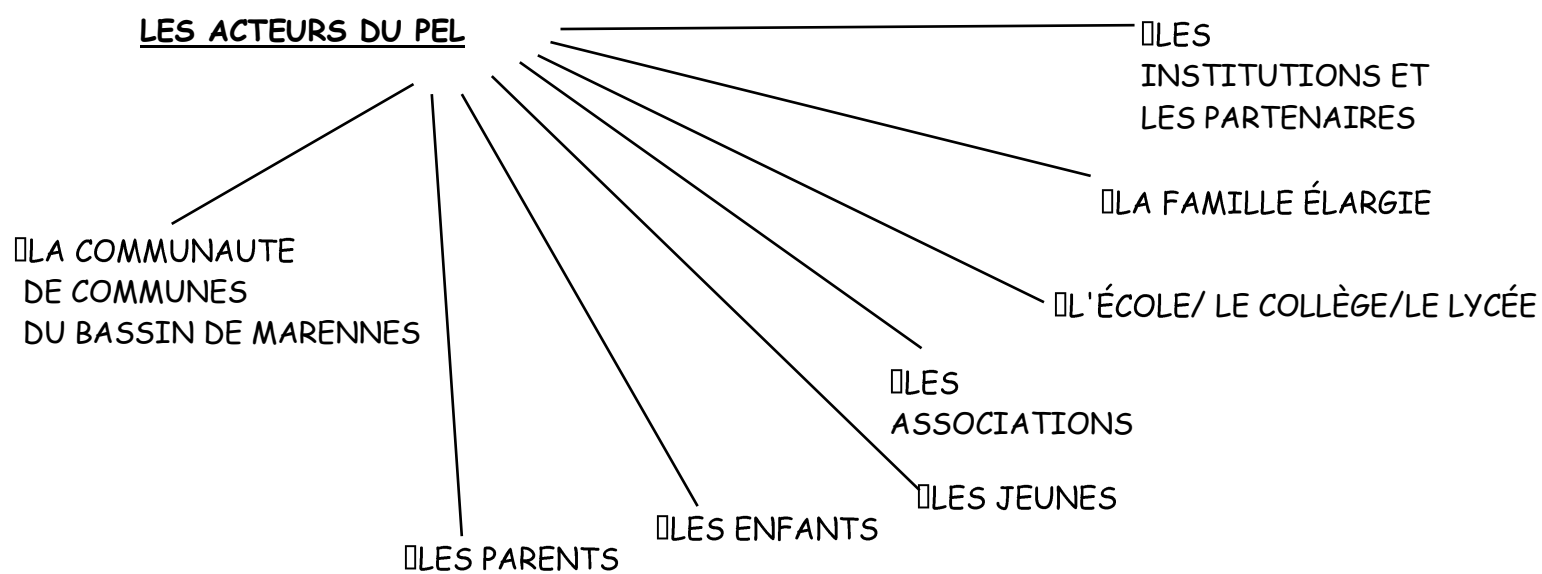 LES ACTEURS DU PEL
LES
INSTITUTIONS ET
LES PARTENAIRES
LA FAMILLE ÉLARGIE
LA COMMUNAUTE
DE COMMUNES
DU BASSIN DE MARENNES
L'ÉCOLE/ LE COLLÈGE/LE LYCÉE
LES
ASSOCIATIONS
LES JEUNES
LES ENFANTS
LES PARENTS